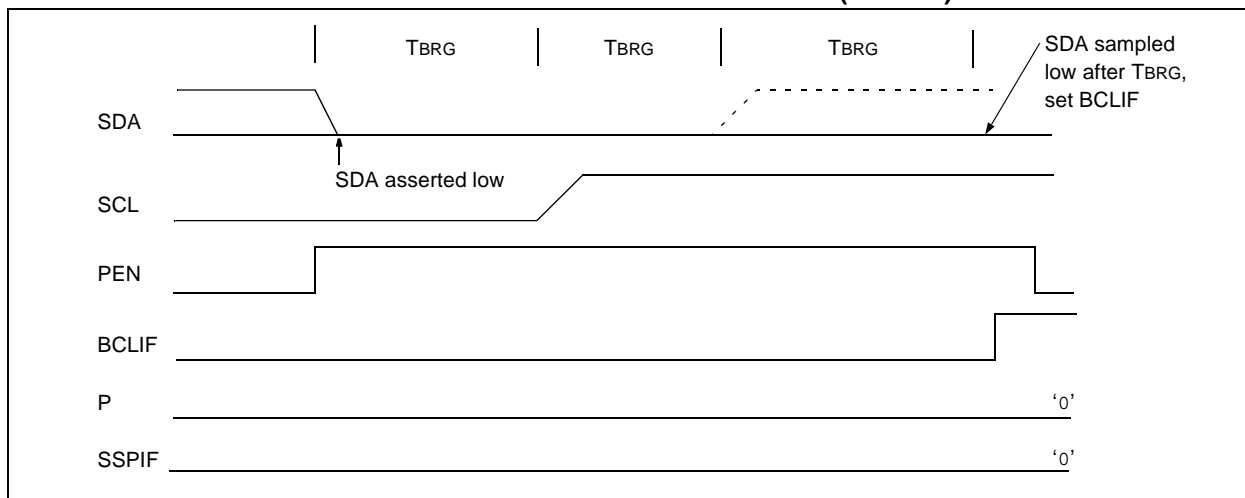 TBRG TBRG TBRG
SDA sampled
low after TBRG,
set BCLIF
SDA
SDA asserted low
SCL
PEN
BCLIF
P
'0'
SSPIF
'0'